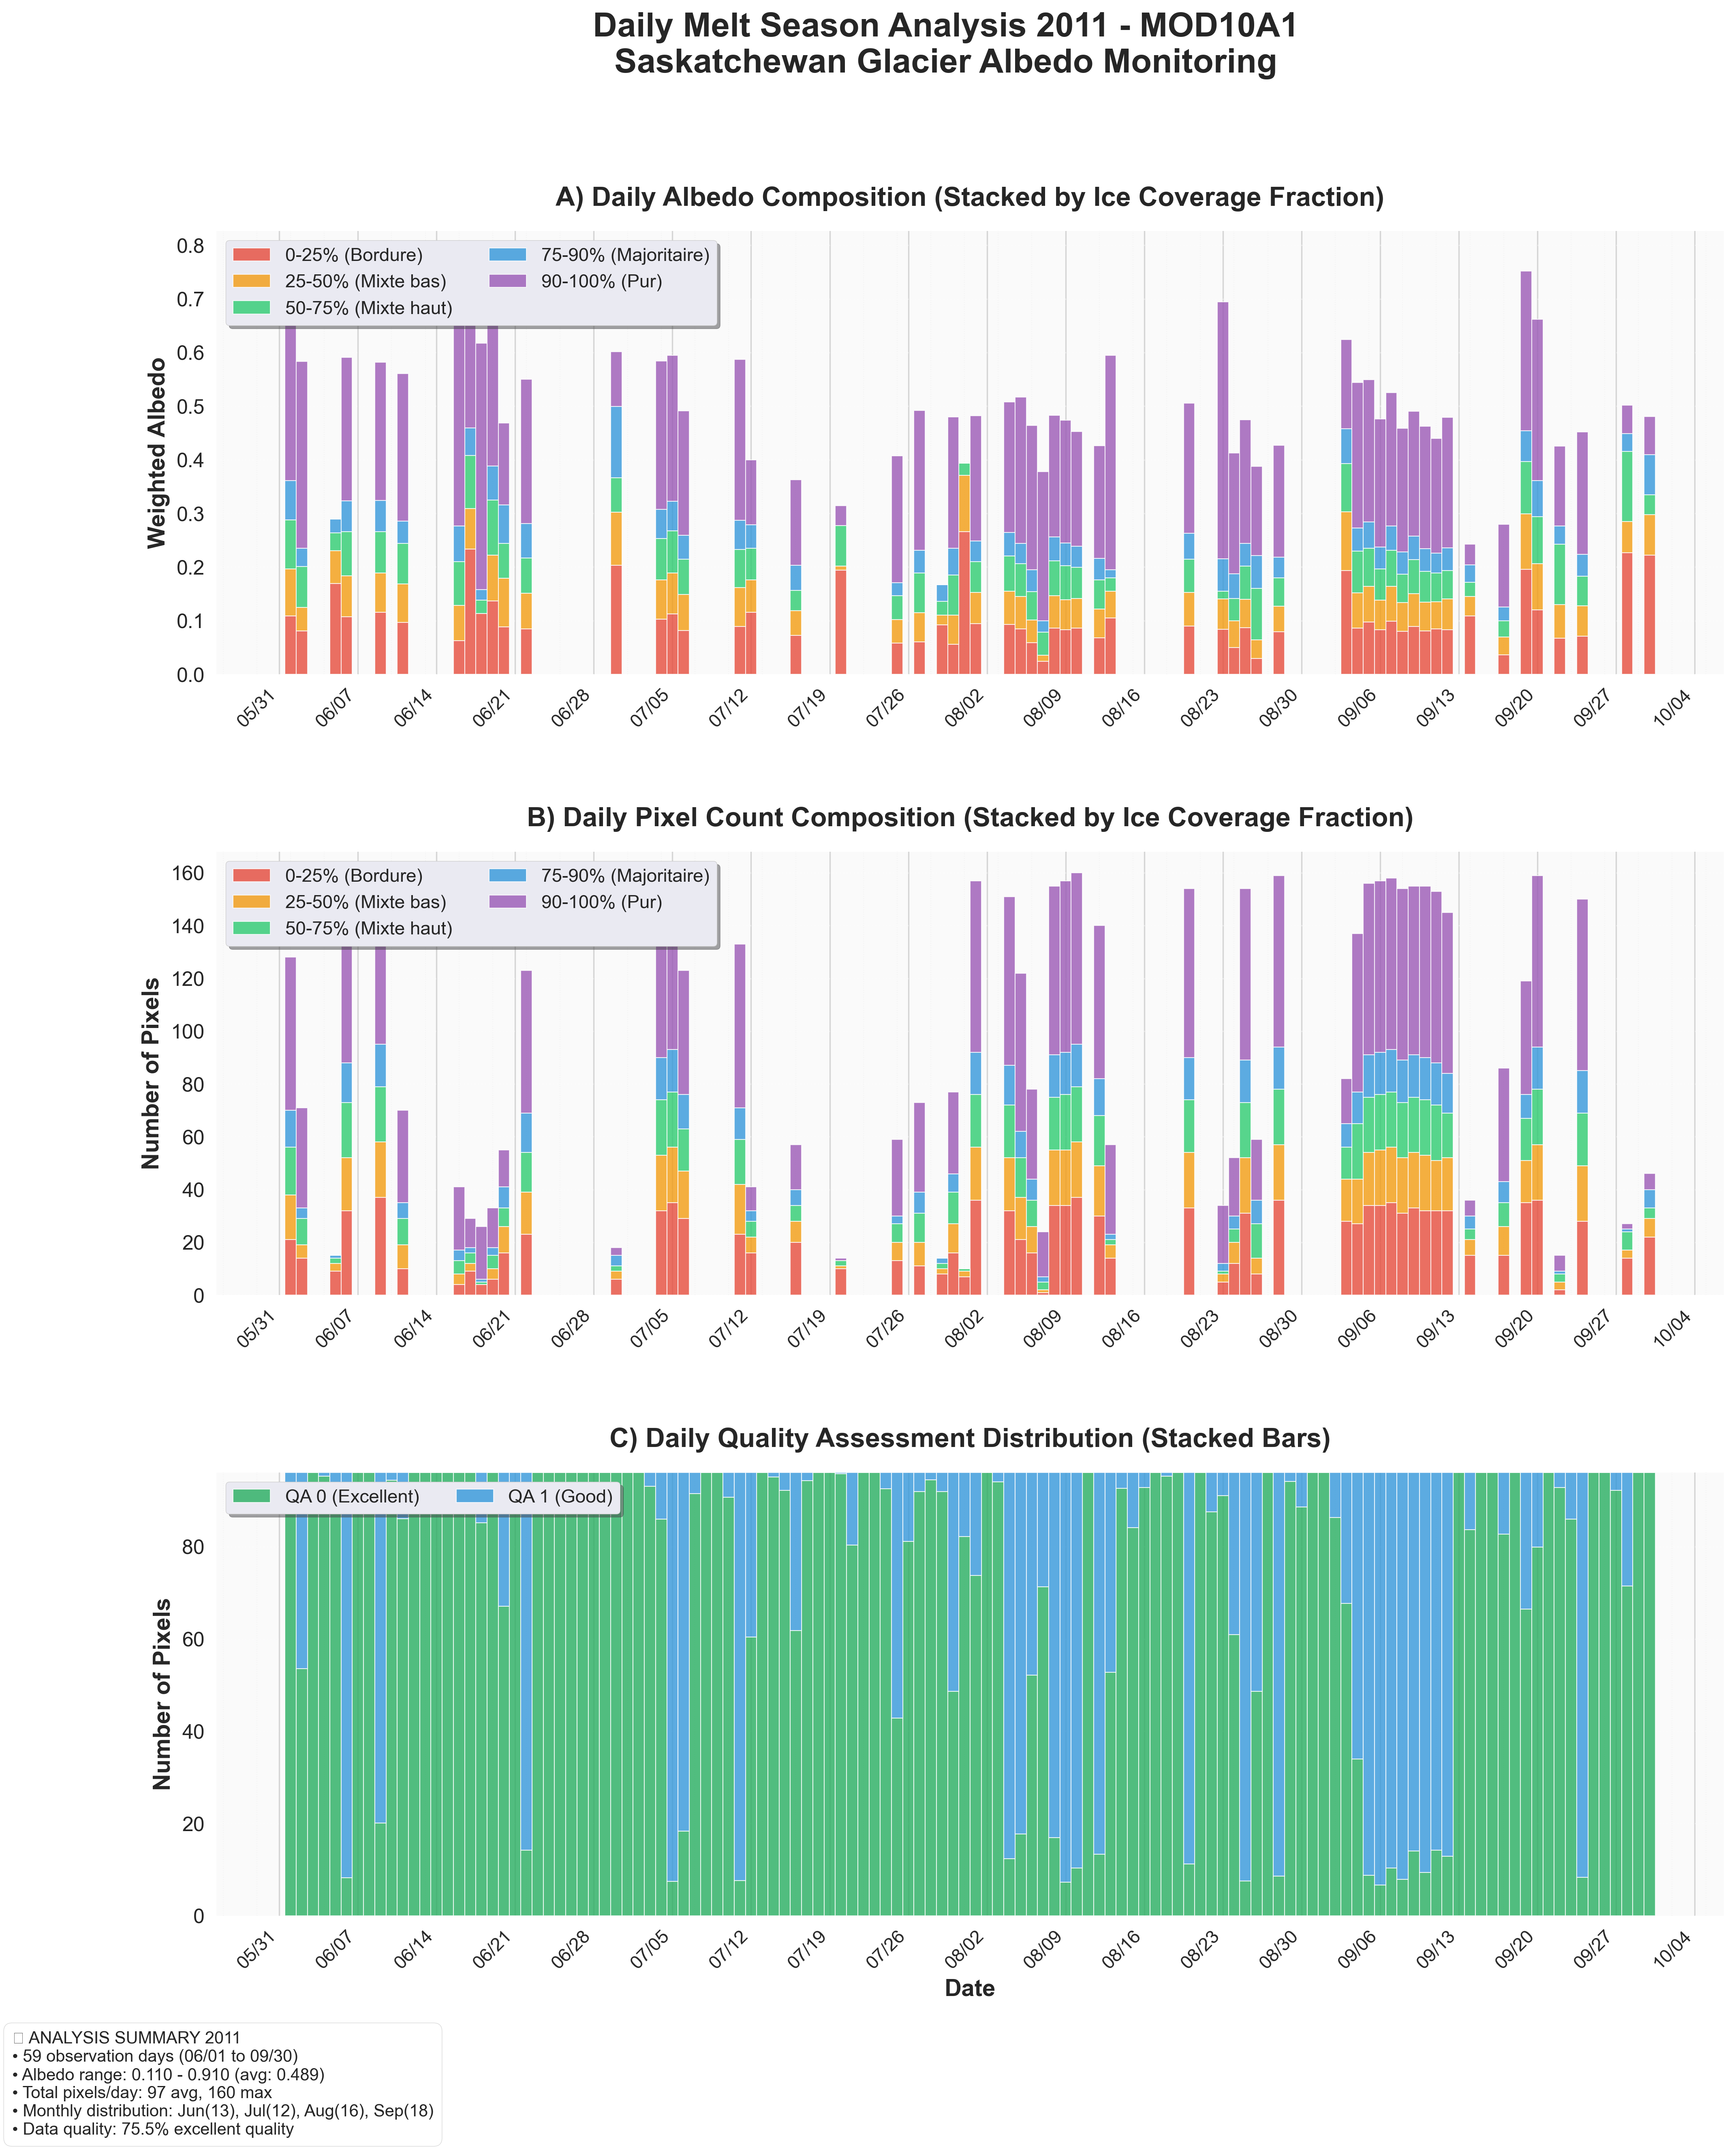 Daily Melt Season Analysis 2011 - MOD10A1
Saskatchewan Glacier Albedo Monitoring
A) Daily Albedo Composition (Stacked by Ice Coverage Fraction)
0-25% (Bordure)
25-50% (Mixte bas)
50-75% (Mixte haut)
75-90% (Majoritaire)
90-100% (Pur)
Weighted Albedo
0.8
0.7
0.6
0.5
0.4
0.3
0.2
0.1
0.0
05/31 06/07 06/14 06/21 06/28 07/05 07/12 07/19 07/26 08/02 08/09 08/16 08/23 08/30 09/06 09/13 09/20 09/27 10/04
B) Daily Pixel Count Composition (Stacked by Ice Coverage Fraction)
0-25% (Bordure)
25-50% (Mixte bas)
50-75% (Mixte haut)
75-90% (Majoritaire)
90-100% (Pur)
Number of Pixels
160
140
120
100
80
60
40
20
0
05/31 06/07 06/14 06/21 06/28 07/05 07/12 07/19 07/26 08/02 08/09 08/16 08/23 08/30 09/06 09/13 09/20 09/27 10/04
C) Daily Quality Assessment Distribution (Stacked Bars)
QA 0 (Excellent) QA 1 (Good)
Number of Pixels
80
60
40
20
0
05/31 06/07 06/14 06/21 06/28 07/05 07/12 07/19 07/26 08/02 08/09 08/16 08/23 08/30 09/06 09/13 09/20 09/27 10/04
Date
ANALYSIS SUMMARY 2011
• 59 observation days (06/01 to 09/30)
• Albedo range: 0.110 - 0.910 (avg: 0.489)
• Total pixels/day: 97 avg, 160 max
• Monthly distribution: Jun(13), Jul(12), Aug(16), Sep(18)
• Data quality: 75.5% excellent quality